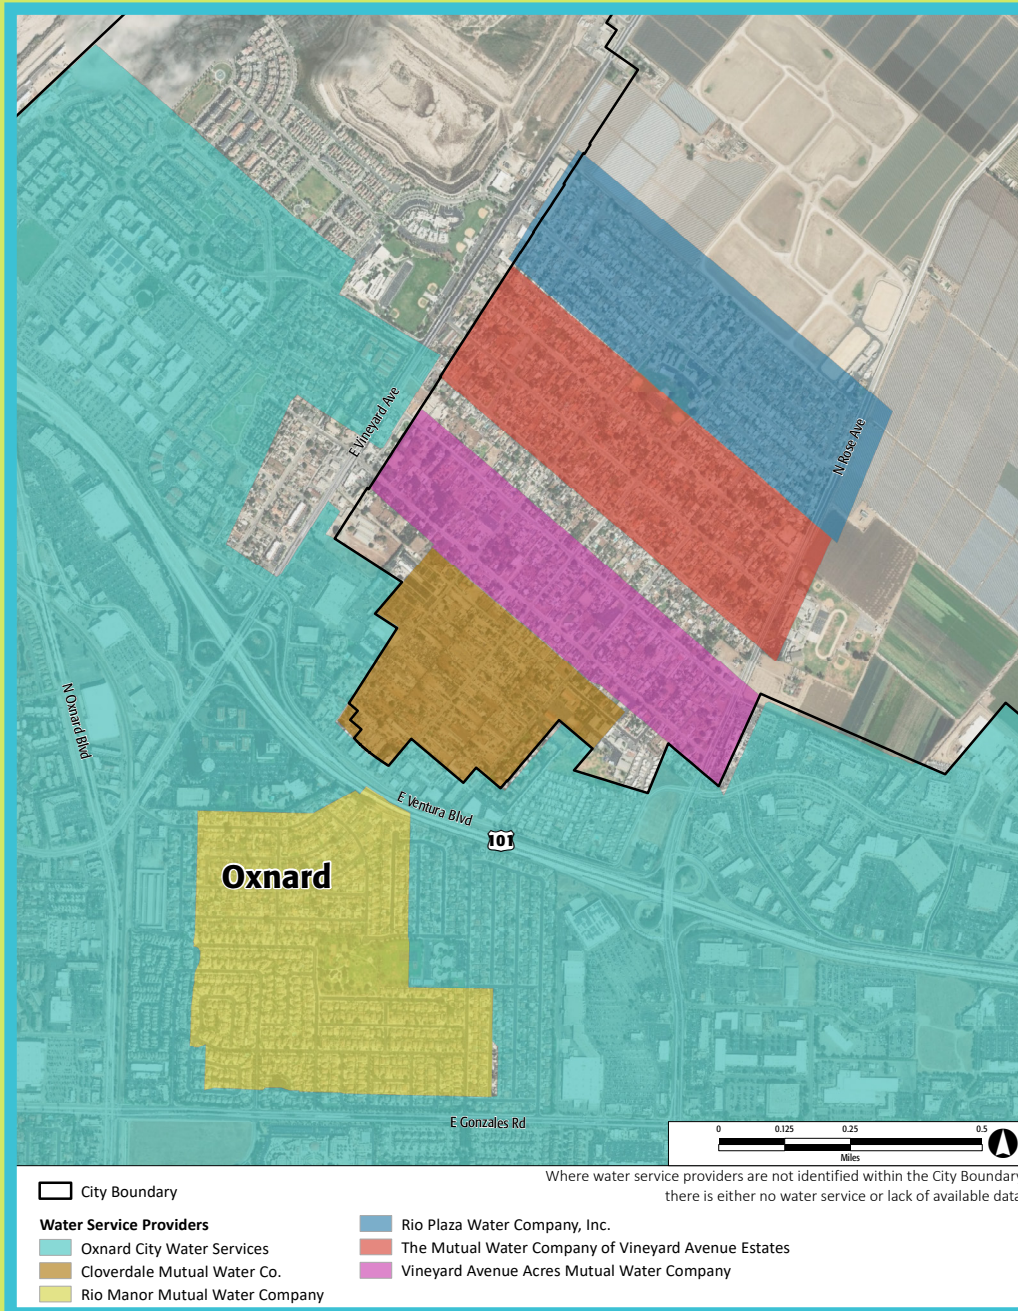 E Vineyard Ave
N Rose Ave
N Oxnard Blvd
E Ventura Blvd
101
Oxnard
E Gonzales Rd
0 0.125 0.25 0.5
Miles
Where water service providers are not identified within the City Boundary
there is either no water service or lack of available data
City Boundary
Water Service Providers
Oxnard City Water Services
Cloverdale Mutual Water Co.
Rio Manor Mutual Water Company
Rio Plaza Water Company, Inc.
The Mutual Water Company of Vineyard Avenue Estates
Vineyard Avenue Acres Mutual Water Company